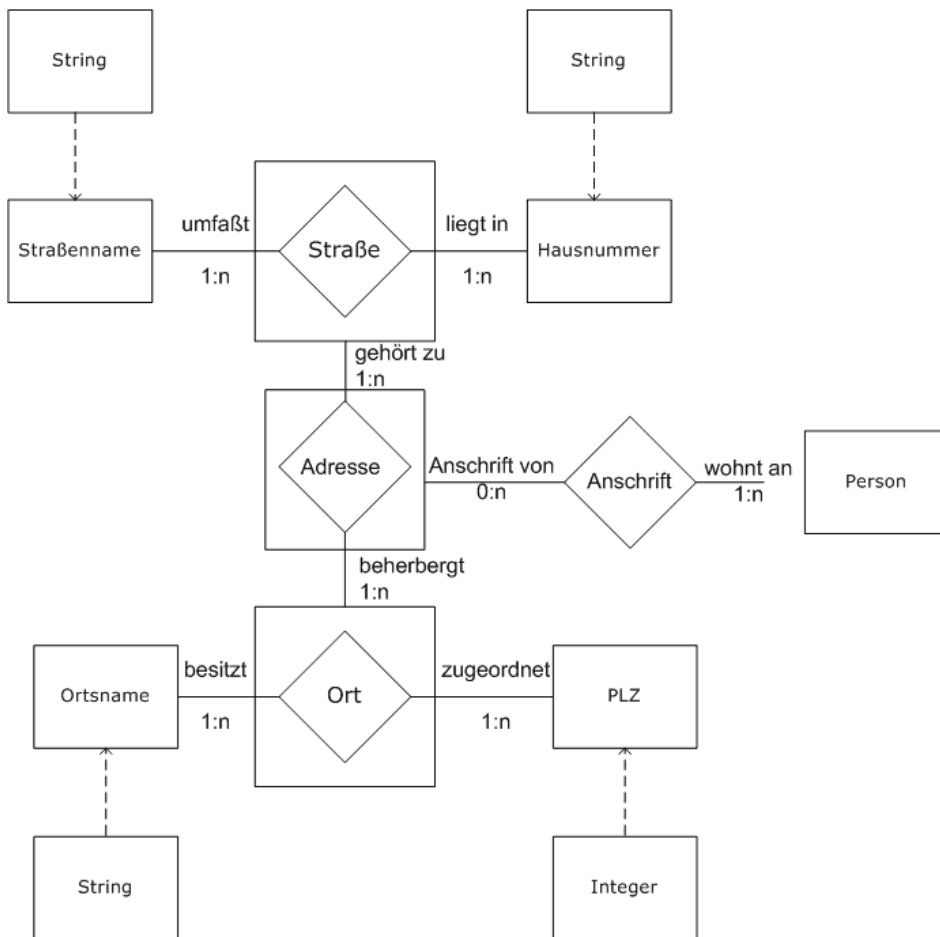 String
String
umfaßt
liegt in
Straßenname
Straße
Hausnummer
1:n
1:n
gehört zu
1:n
Adresse
Anschrift von
0:n
Anschrift
wohnt an
1:n
Person
beherbergt
1:n
besitzt
zugeordnet
Ortsname
Ort
PLZ
1:n
1:n
String
Integer